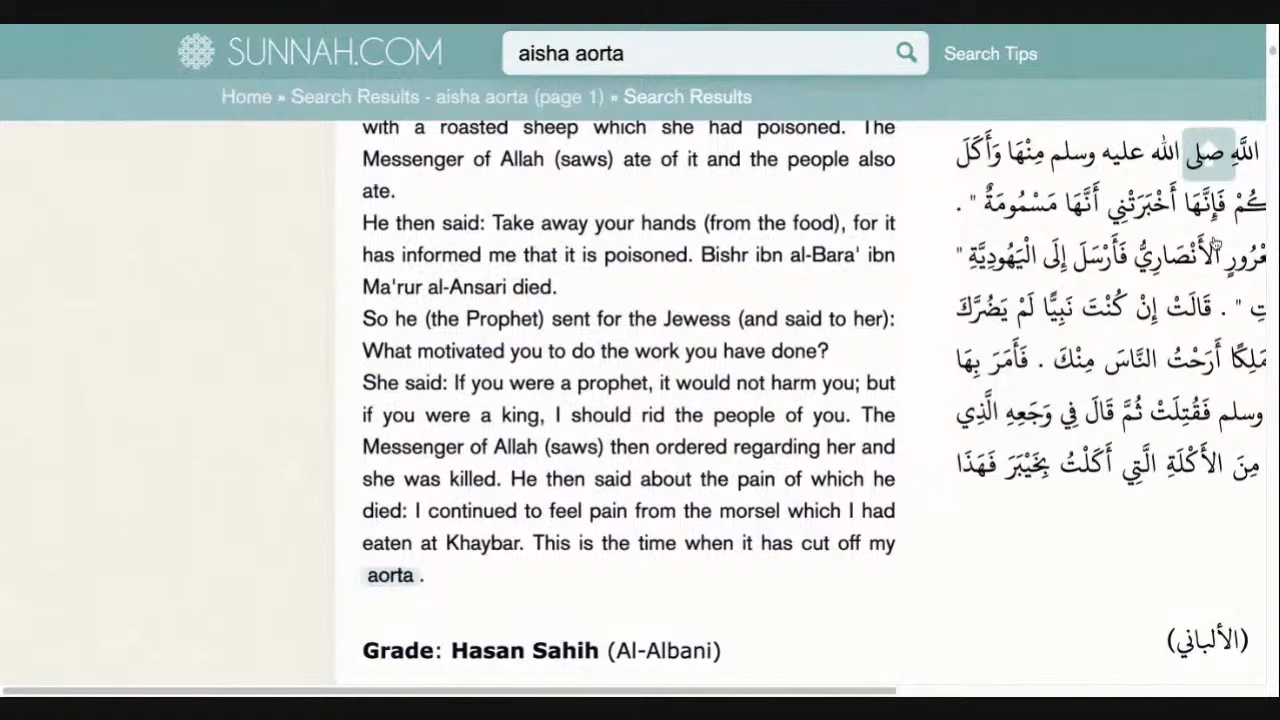 SUNNAH.COM
aisha aorta
Search Tips
Home » Search Results - aisha aorta (page 1) » Search Results
with a roasted sheep which she had poisoned. The
Messenger of Allah (saws) ate of it and the people also
ate.
He then said: Take away your hands (from the food), for it
has informed me that it is poisoned. Bishr ibn al-Bara' ibn
Ma'rur al-Ansari died.
So he (the Prophet) sent for the Jewess (and said to her):
What motivated you to do the work you have done?
She said: If you were a prophet, it would not harm you; but
if you were a king, I should rid the people of you. The
Messenger of Allah (saws) then ordered regarding her and
she was killed. He then said about the pain of which he
died: I continued to feel pain from the morsel which I had
eaten at Khaybar. This is the time when it has cut off my
aorta .
Grade: Hasan Sahih (Al-Albani)
اللَّهِ صلى الله عليه وسلم مِنْهَا وَأَكَلَ
فَإِنَّهَا أَخْبَرَتْنِي أَنَّهَا مَسْمُومَةٌ " .
الأَنْصَارِيُّ فَأَرْسَلَ إِلَى الْيَهُودِيَّةِ "
" . قَالَتْ إِنْ كُنْتَ نَبِيًّا لَمْ يَضُرَّكَ
أَرَحْتُ النَّاسَ مِنْكَ . فَأَمَرَ بِهَا
وسلم فَقُتِلَتْ ثُمَّ قَالَ فِي وَجَعِهِ الَّذِي
مِنَ الأَكْلَةِ الَّتِي أَكَلْتُ بِخَيْبَرَ فَهَذَا
(الألباني)